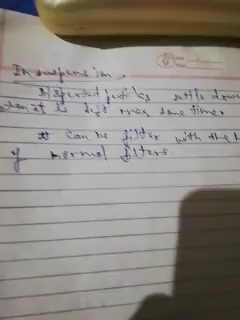 In suspension,
Dispersed particles settle down
when it is left over some time.
It can be filter with the h
of normal filters.